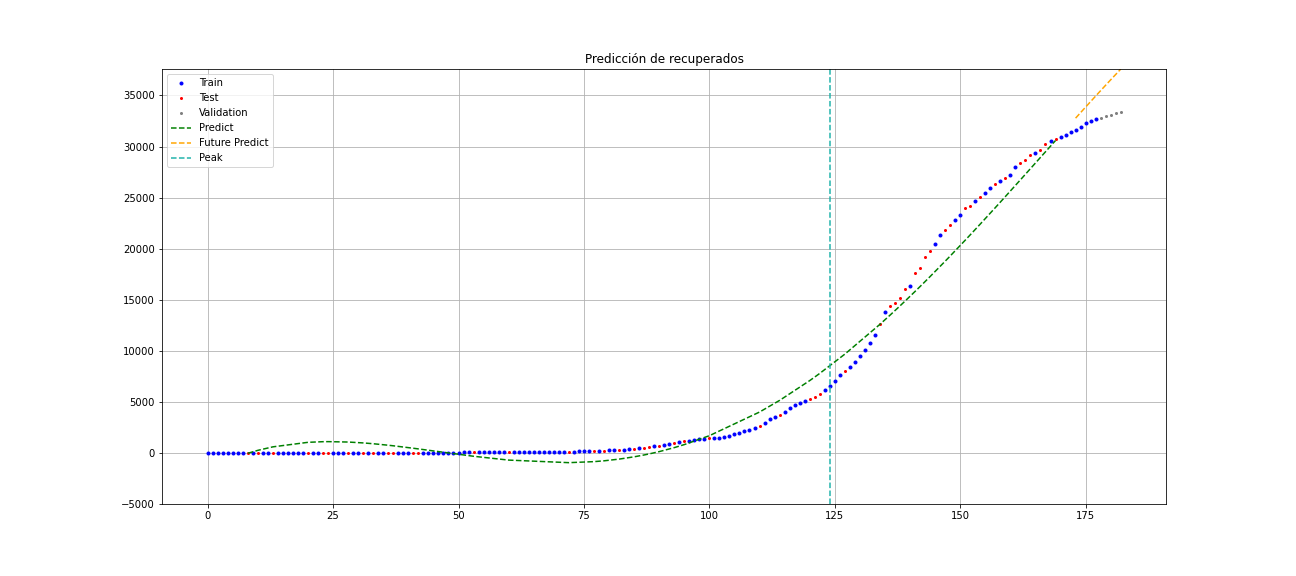 Predicción de recuperados
Train
Test
Validation
Predict
Future Predict
Peak
35000
30000
25000
20000
15000
10000
5000
0
−5000
0 25 50 75 100 125 150 175